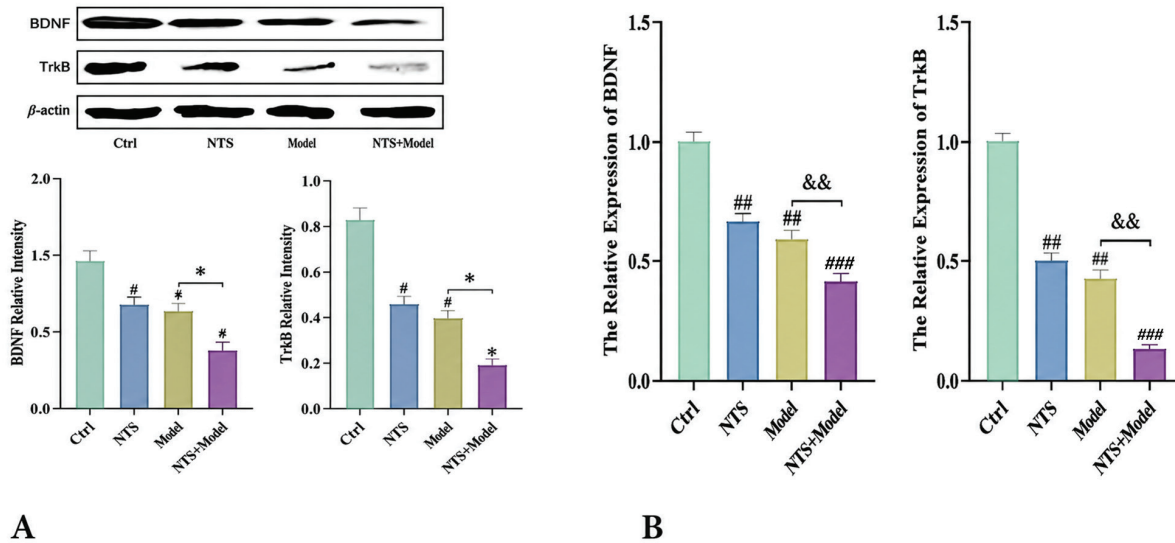 BDNF
TrkB
β-actin
Ctrl NTS Model NTS+Model
BDNF Relative Intensity
2.0
1.5
0.5
0.0
# * # *
Ctrl NTS Model NTS+Model
TrkB Relative Intensity
1.0
0.8
0.6
0.4
0.2
0.0
# # * *
Ctrl NTS Model NTS+Model
A
The Relative Expression of BDNF
1.5
1.0
0.5
0.0
## ## ### &&
Ctrl NTS Model NTS+Model
The Relative Expression of TrkB
1.5
1.0
0.5
0.0
## ## ### &&
Ctrl NTS Model NTS+Model
B